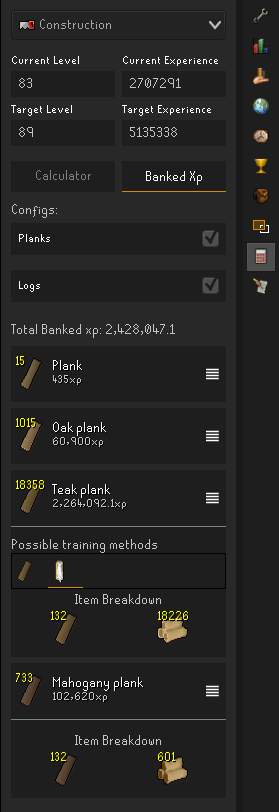 Construction
Current Level Current Experience
83 2707291
Target Level Target Experience
89 5135338
Calculator Banked Xp
Configs:
Planks
Logs
Total Banked xp: 2,428,047.1
15 Plank
435xp
1015 Oak plank
60,900xp
18358 Teak plank
2,264,092.1xp
Possible training methods
Item Breakdown
132 18226
733 Mahogany plank
102,620xp
Item Breakdown
132 601